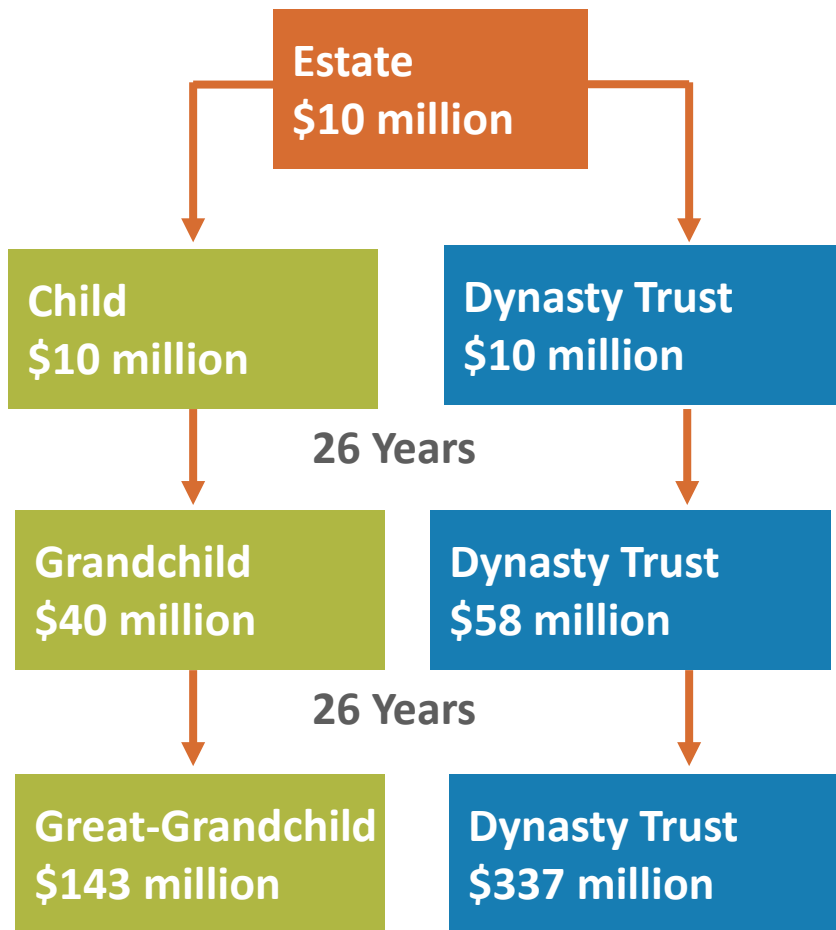 Estate
$10 million
Child
$10 million
Dynasty Trust
$10 million
26 Years
Grandchild
$40 million
Dynasty Trust
$58 million
26 Years
Great-Grandchild
$143 million
Dynasty Trust
$337 million